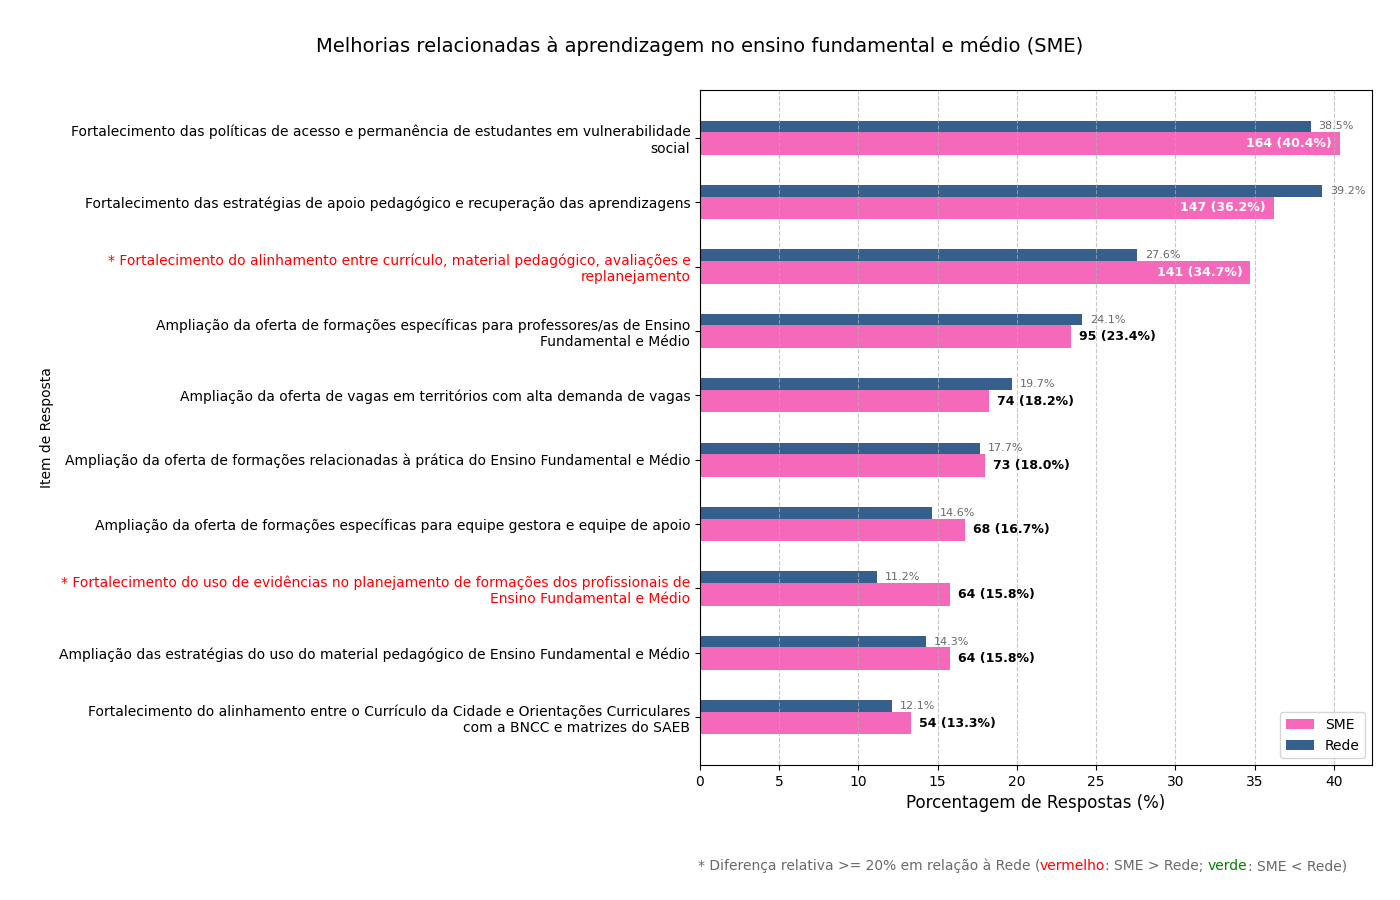 Melhorias relacionadas à aprendizagem no ensino fundamental e médio (SME)
Fortalecimento das políticas de acesso e permanência de estudantes em vulnerabilidade
social
38.5%
164 (40.4%)
Fortalecimento das estratégias de apoio pedagógico e recuperação das aprendizagens
39.2%
147 (36.2%)
* Fortalecimento do alinhamento entre currículo, material pedagógico, avaliações e
replanejamento
27.6%
141 (34.7%)
Ampliação da oferta de formações específicas para professores/as de Ensino
Fundamental e Médio
24.1%
95 (23.4%)
Ampliação da oferta de vagas em territórios com alta demanda de vagas
19.7%
74 (18.2%)
Ampliação da oferta de formações relacionadas à prática do Ensino Fundamental e Médio
17.7%
73 (18.0%)
Ampliação da oferta de formações específicas para equipe gestora e equipe de apoio
14.6%
68 (16.7%)
* Fortalecimento do uso de evidências no planejamento de formações dos profissionais de
Ensino Fundamental e Médio
11.2%
64 (15.8%)
Ampliação das estratégias do uso do material pedagógico de Ensino Fundamental e Médio
14.3%
64 (15.8%)
Fortalecimento do alinhamento entre o Currículo da Cidade e Orientações Curriculares
com a BNCC e matrizes do SAEB
12.1%
54 (13.3%)
Item de Resposta
SME
Rede
0 5 10 15 20 25 30 35 40
Porcentagem de Respostas (%)
* Diferença relativa >= 20% em relação à Rede (vermelho: SME > Rede; verde: SME < Rede)